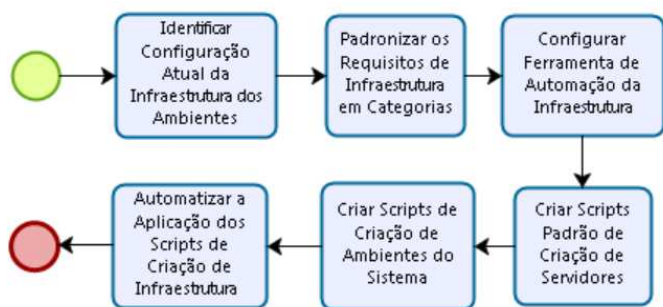 Identificar
Configuração
Atual da
Infraestrutura dos
Ambientes
Padronizar os
Requisitos de
Infraestrutura
em Categorias
Configurar
Ferramenta de
Automação da
Infraestrutura
Criar Scripts
Padrão de
Criação de
Servidores
Criar Scripts de
Criação de
Ambientes do
Sistema
Automatizar a
Aplicação dos
Scripts de
Criação de
Infraestrutura